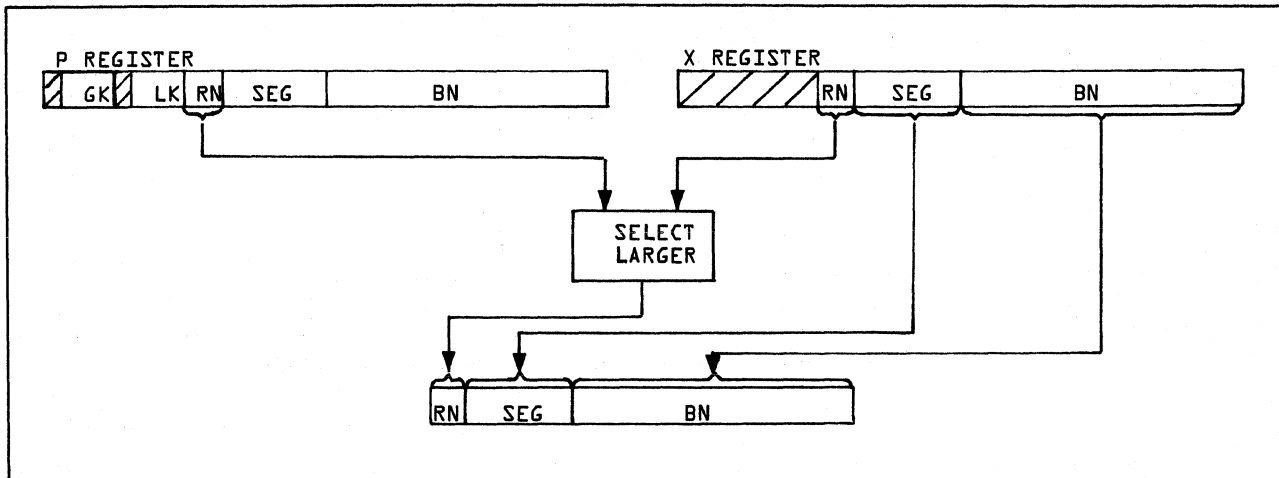 P REGISTER
GK LK RN SEG BN
X REGISTER
RN SEG BN
SELECT
LARGER
RN SEG BN